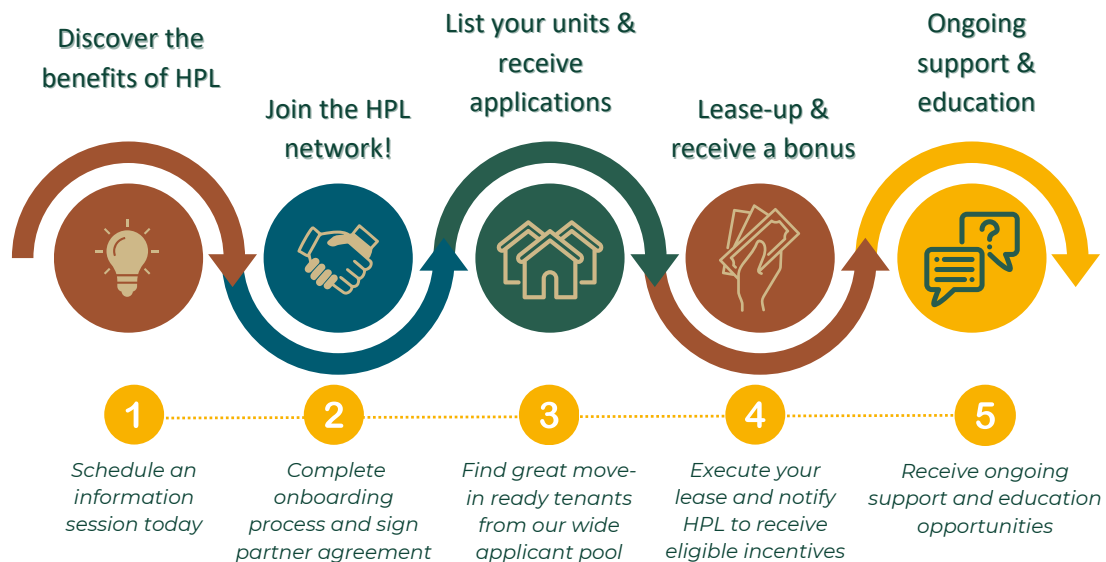 Discover the
benefits of HPL
Join the HPL
network!
List your units &
receive
applications
Lease-up &
receive a bonus
Ongoing
support &
education
?
1
2
3
4
5
Schedule an
information
session today
Complete
onboarding
process and sign
partner agreement
Find great move-
in ready tenants
from our wide
applicant pool
Execute your
lease and notify
HPL to receive
eligible incentives
Receive ongoing
support and education
opportunities